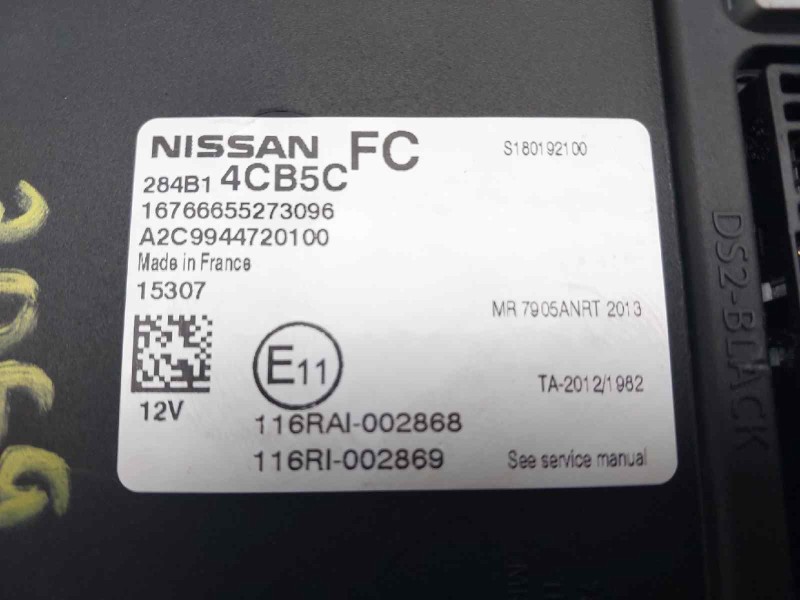 NISSAN FC
S180192100
284B1 4CB5C
16766655273096
A2C9944720100
Made in France
15307
MR 7905ANRT 2013
E11
TA-2012/1982
12V
116RAI-002868
116RI-002869
See service manual
DS2-BLACK